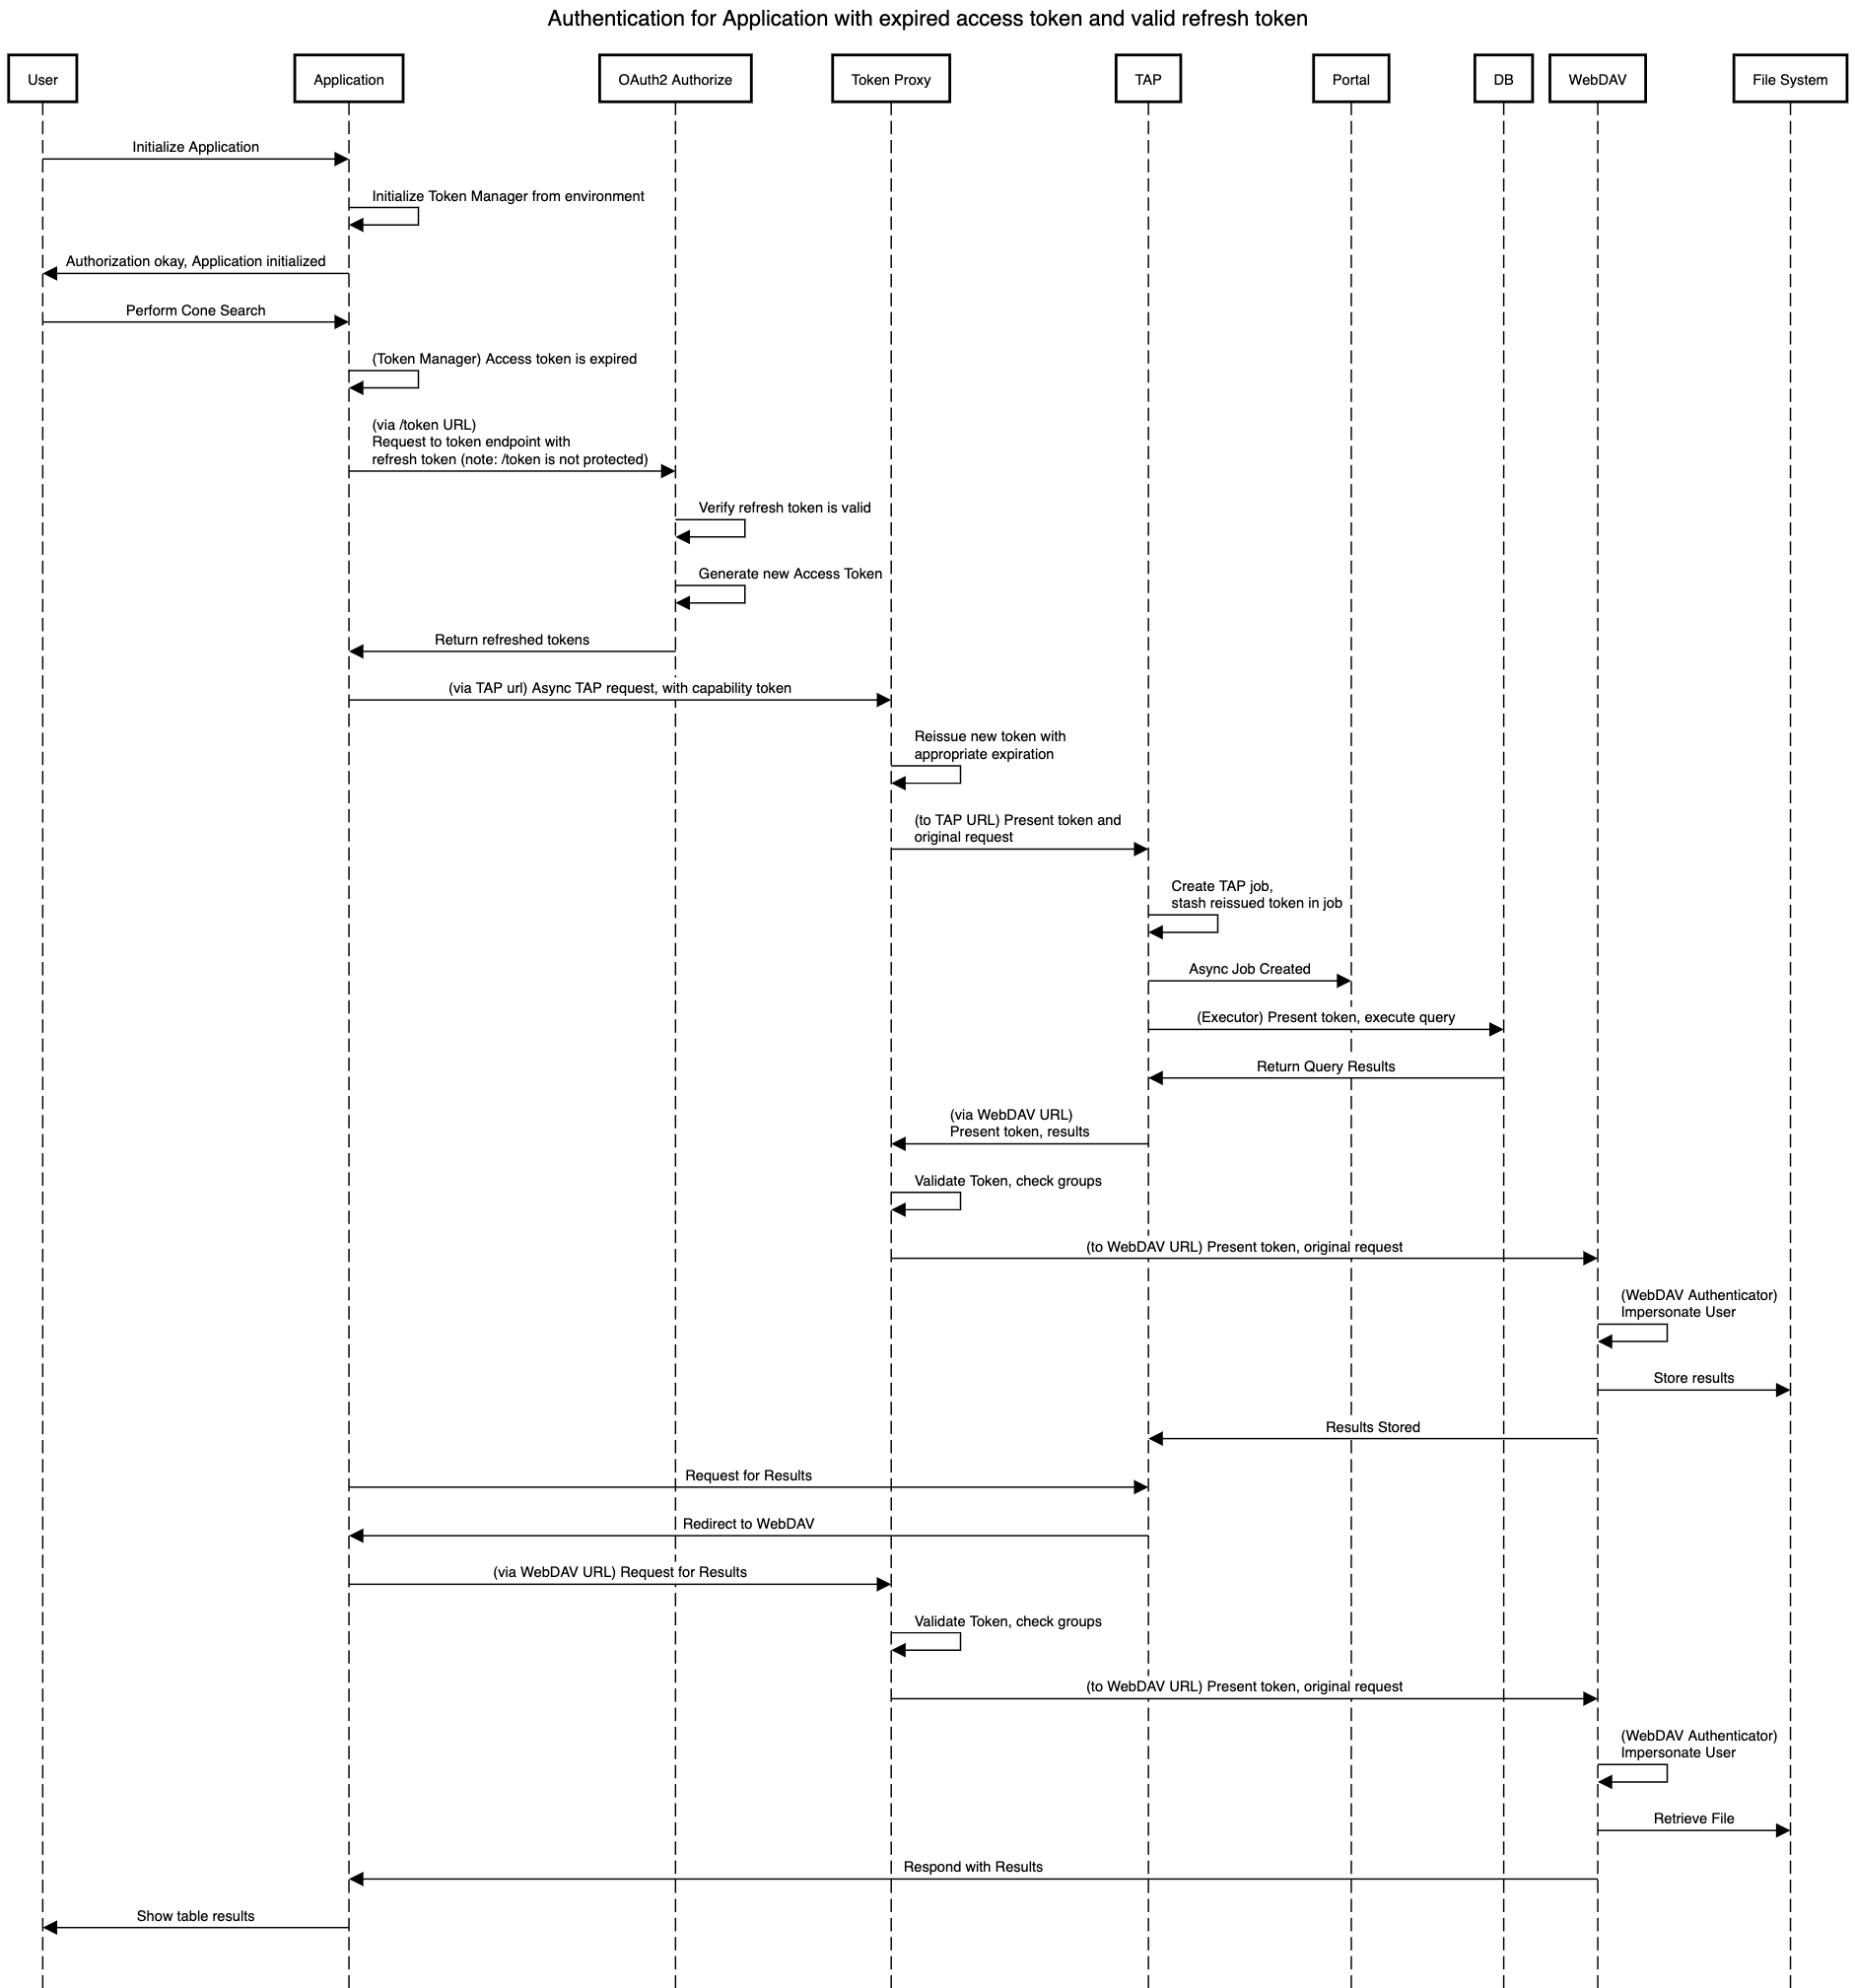 Authentication for Application with expired access token and valid refresh token
User
Application
OAuth2 Authorize
Token Proxy
TAP
Portal
DB
WebDAV
File System
Initialize Application
Initialize Token Manager from environment
Authorization okay, Application initialized
Perform Cone Search
(Token Manager) Access token is expired
(via /token URL)
Request to token endpoint with
refresh token (note: /token is not protected)
Verify refresh token is valid
Generate new Access Token
Return refreshed tokens
(via TAP url) Async TAP request, with capability token
Reissue new token with
appropriate expiration
(to TAP URL) Present token and
original request
Create TAP job,
stash reissued token in job
Async Job Created
(Executor) Present token, execute query
Return Query Results
(via WebDAV URL)
Present token, results
Validate Token, check groups
(to WebDAV URL) Present token, original request
(WebDAV Authenticator)
Impersonate User
Store results
Results Stored
Request for Results
Redirect to WebDAV
(via WebDAV URL) Request for Results
Validate Token, check groups
(to WebDAV URL) Present token, original request
(WebDAV Authenticator)
Impersonate User
Retrieve File
Respond with Results
Show table results